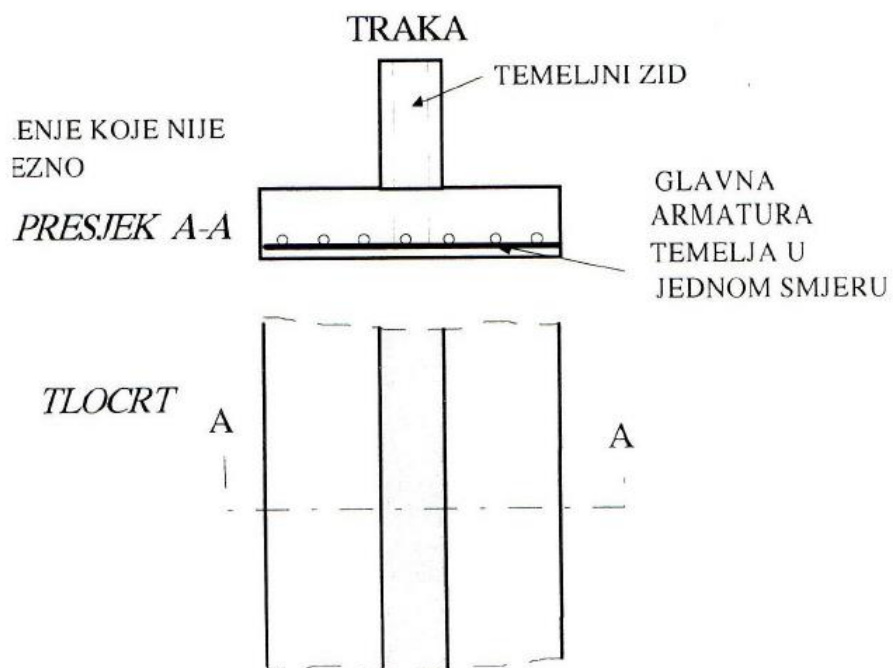 TRAKA
TEMELJNI ZID
ENJE KOJE NIJE
EZNO
PRESJEK A-A
GLAVNA
ARMATURA
TEMELJA U
JEDNOM SMJERU
TLOCRT
A
A